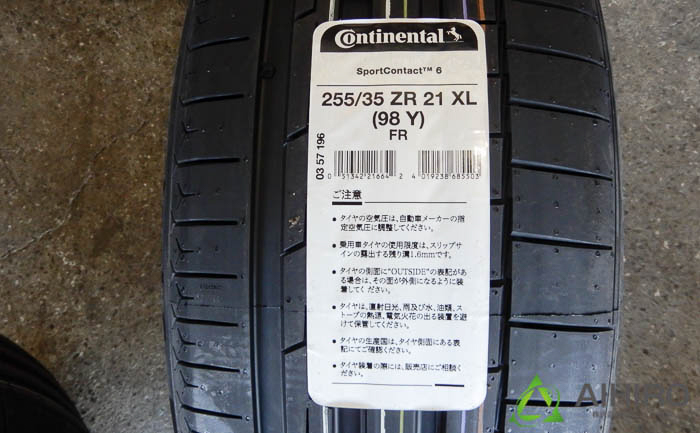 Continental
SportContact™ 6
255/35 ZR 21 XL
(98 Y)
FR
03 57 196
0 51342 21664 2
4 019238 685503
ご注意
● タイヤの空気圧は、自動車メーカーの指
定空気圧に調整してください。
● 乗用車タイヤの使用限度は、スリップサ
インの露出する残り溝1.6mmです。
● タイヤの側面に"OUTSIDE"の表記があ
る場合は、その面が外側になるように装
着してください。
● タイヤは、直射日光、雨及び水、油類、ス
トーブの熱源、電気火花の出る装置を避
けて保管してください。
● タイヤの生産国は、タイヤ側面にある表
記にてご確認ください。
● タイヤ装着の際には、販売店にご相談く
ださい。